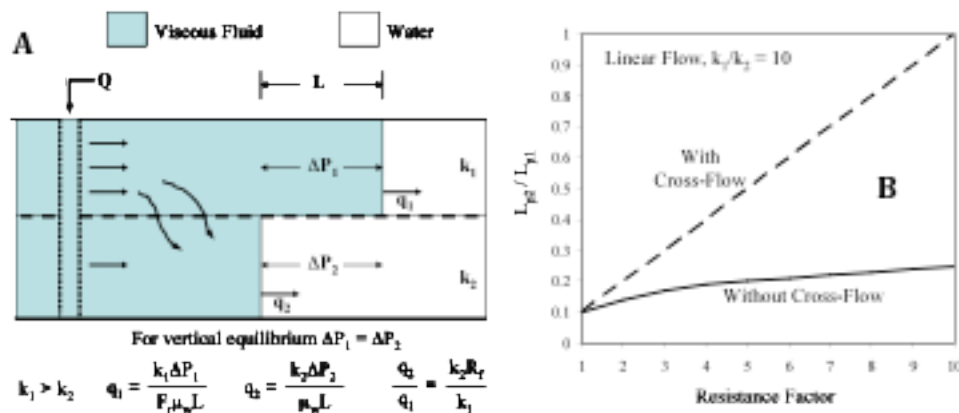 A
Viscous Fluid
Water
Q
L
ΔP₁
k₁
q₁
ΔP₂
k₂
q₂
For vertical equilibrium ΔP₁ = ΔP₂
k₁ > k₂
q₁ = k₁ΔP₁ / FᵣμwL
q₂ = k₂ΔP₂ / μwL
q₂ / q₁ = k₂Rf / k₁
Linear Flow, k₁/k₂ = 10
With
Cross-Flow
B
Without Cross-Flow
Lp2 / Lp1
1
0.9
0.8
0.7
0.6
0.5
0.4
0.3
0.2
0.1
0
1 2 3 4 5 6 7 8 9 10
Resistance Factor